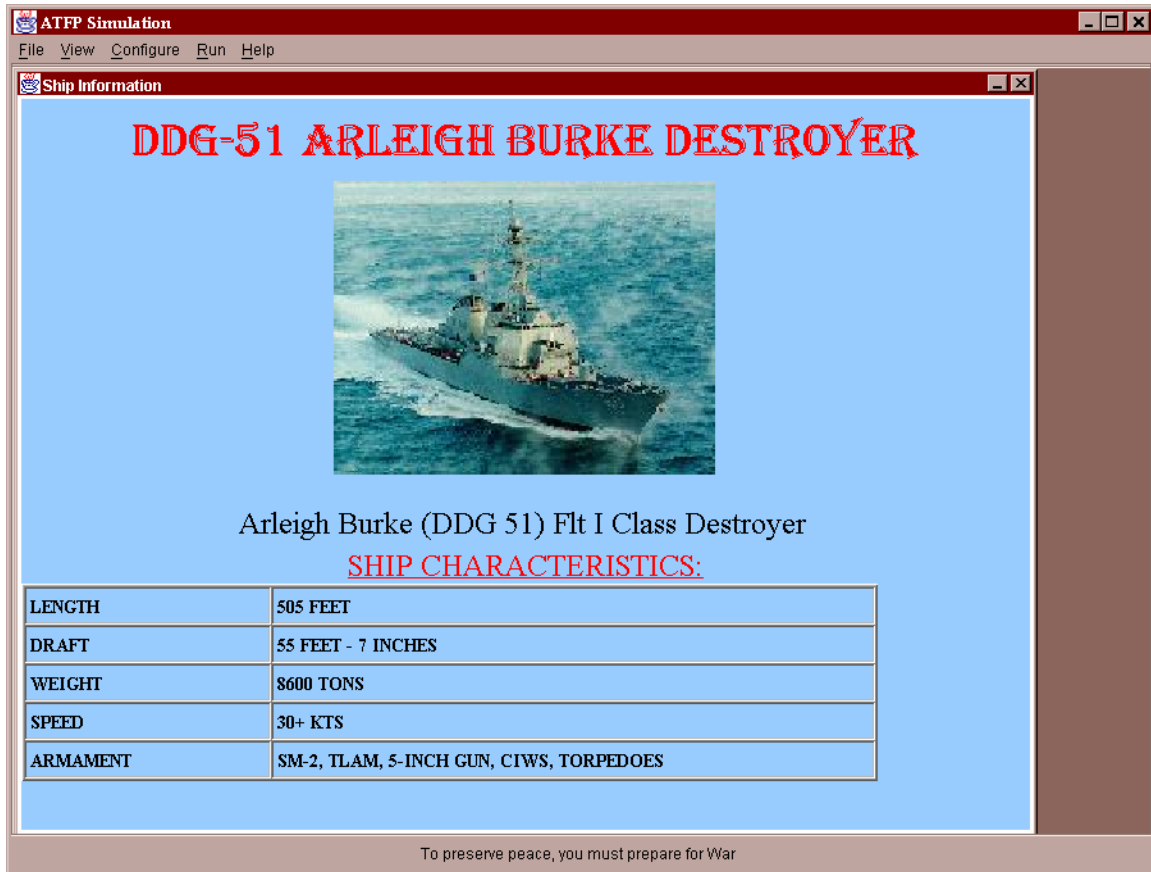 ATFP Simulation
File View Configure Run Help
Ship Information
DDG-51 ARLEIGH BURKE DESTROYER
Arleigh Burke (DDG 51) Flt I Class Destroyer
SHIP CHARACTERISTICS:
LENGTH 505 FEET
DRAFT 55 FEET - 7 INCHES
WEIGHT 8600 TONS
SPEED 30+ KTS
ARMAMENT SM-2, TLAM, 5-INCH GUN, CIWS, TORPEDOES
To preserve peace, you must prepare for War